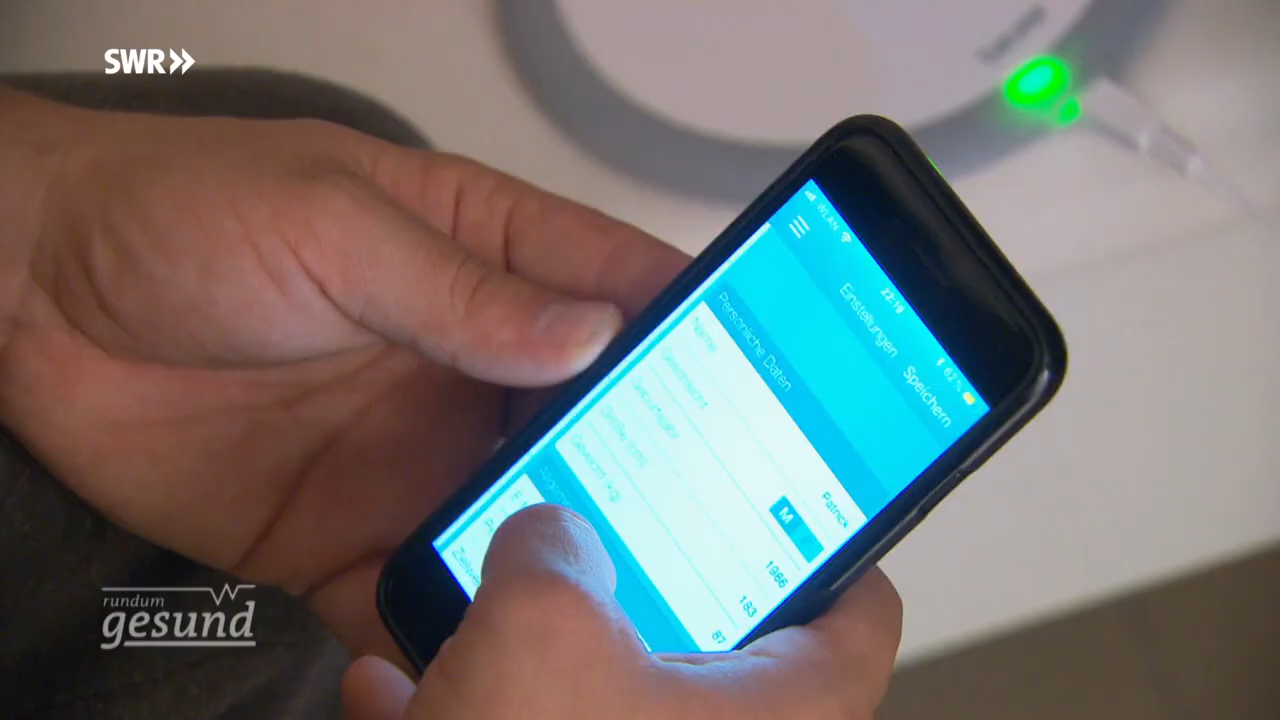 SWR»
WLAN
22:19
62 %
Einstellungen
Speichern
Persönliche Daten
Name
Patrick
Geschlecht
M
Geburtsjahr
1966
Größe (cm)
183
Gewicht (kg)
87
rundum
gesund